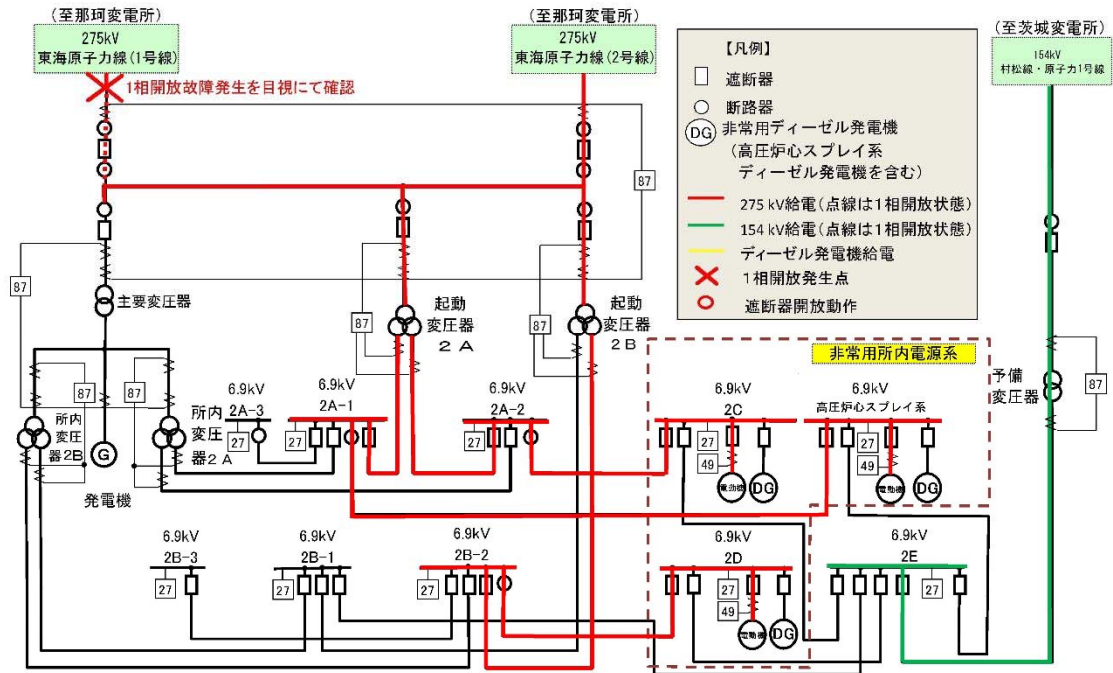 (至那珂変電所)
275kV
東海原子力線(1号線)
(至那珂変電所)
275kV
東海原子力線(2号線)
(至茨城変電所)
154kV
村松線・原子力1号線
1相開放故障発生を目視にて確認
【凡例】
遮断器
断路器
DG
非常用ディーゼル発電機
(高圧炉心スプレイ系
ディーゼル発電機を含む)
275 kV給電(点線は1相開放状態)
154 kV給電(点線は1相開放状態)
ディーゼル発電機給電
1相開放発生点
遮断器開放動作
87
87
主要変圧器
起動
変圧器
2A
87
起動
変圧器
2B
87
非常用所内電源系
予備
変圧器
87
87
87
所内
変圧
器2B
G
発電機
所内
変圧
器2A
6.9kV
2A-3
27
6.9kV
2A-1
27
6.9kV
2A-2
27
6.9kV
2C
27
49
電動機
DG
6.9kV
高圧炉心スプレイ系
27
49
電動機
DG
6.9kV
2B-3
27
6.9kV
2B-1
27
6.9kV
2B-2
27
6.9kV
2D
27
49
電動機
DG
6.9kV
2E
27